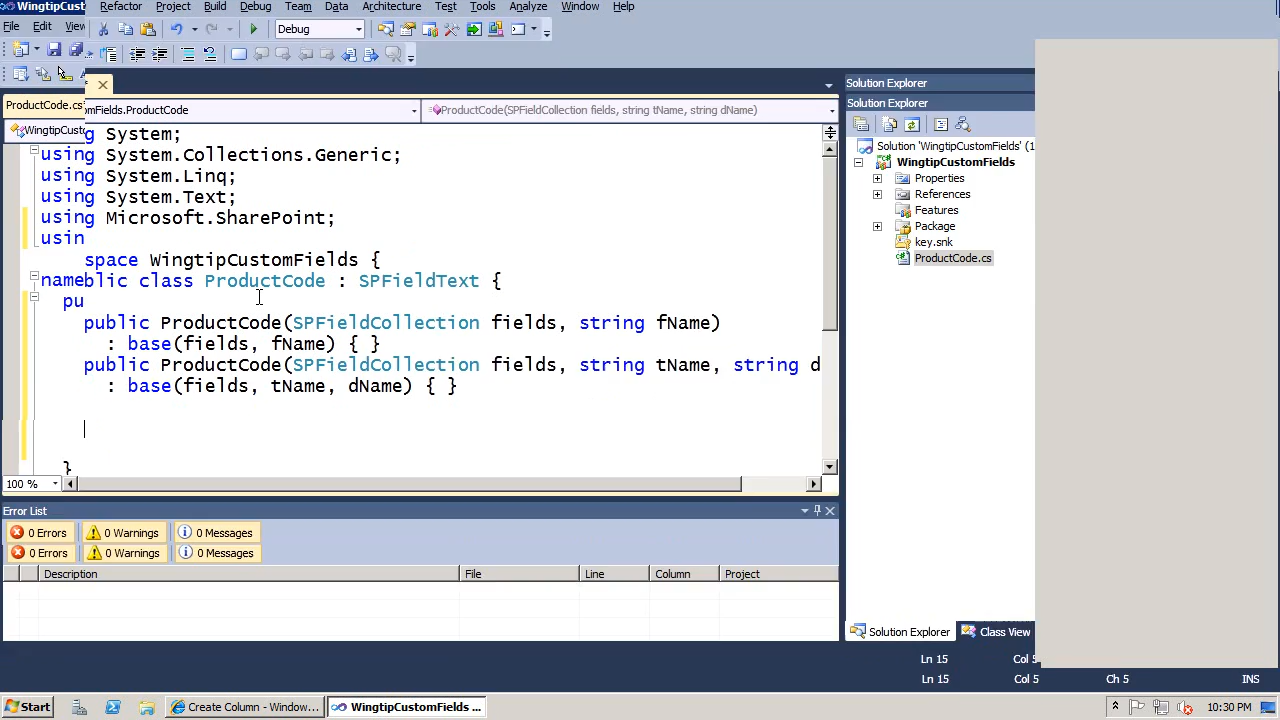 WingtipCust
Refactor Project Build Debug Team Data Architecture Test Tools Analyze Window Help
File Edit View
Debug
ProductCode.cs
omFields.ProductCode
ProductCode(SPFieldCollection fields, string tName, string dName)
WingtipCusto
g System;
using System.Collections.Generic;
using System.Linq;
using System.Text;
using Microsoft.SharePoint;
usin
space WingtipCustomFields {
nameblic class ProductCode : SPFieldText {
pu
public ProductCode(SPFieldCollection fields, string fName)
: base(fields, fName) { }
public ProductCode(SPFieldCollection fields, string tName, string d
: base(fields, tName, dName) { }
}
100 %
Solution Explorer
Solution Explorer
Solution 'WingtipCustomFields' (1
WingtipCustomFields
Properties
References
Features
Package
key.snk
ProductCode.cs
Error List
0 Errors 0 Warnings 0 Messages
0 Errors 0 Warnings 0 Messages
Description File Line Column Project
Solution Explorer Class View
Ln 15 Col 5
Ln 15 Col 5 Ch 5 INS
Start Create Column - Window... WingtipCustomFields ... 10:30 PM